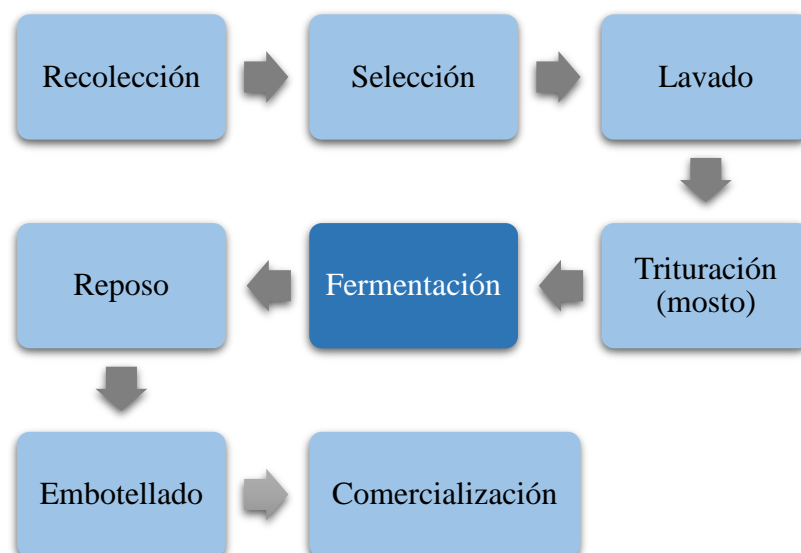 Recolección
Selección
Lavado
Trituración
(mosto)
Fermentación
Reposo
Embotellado
Comercialización